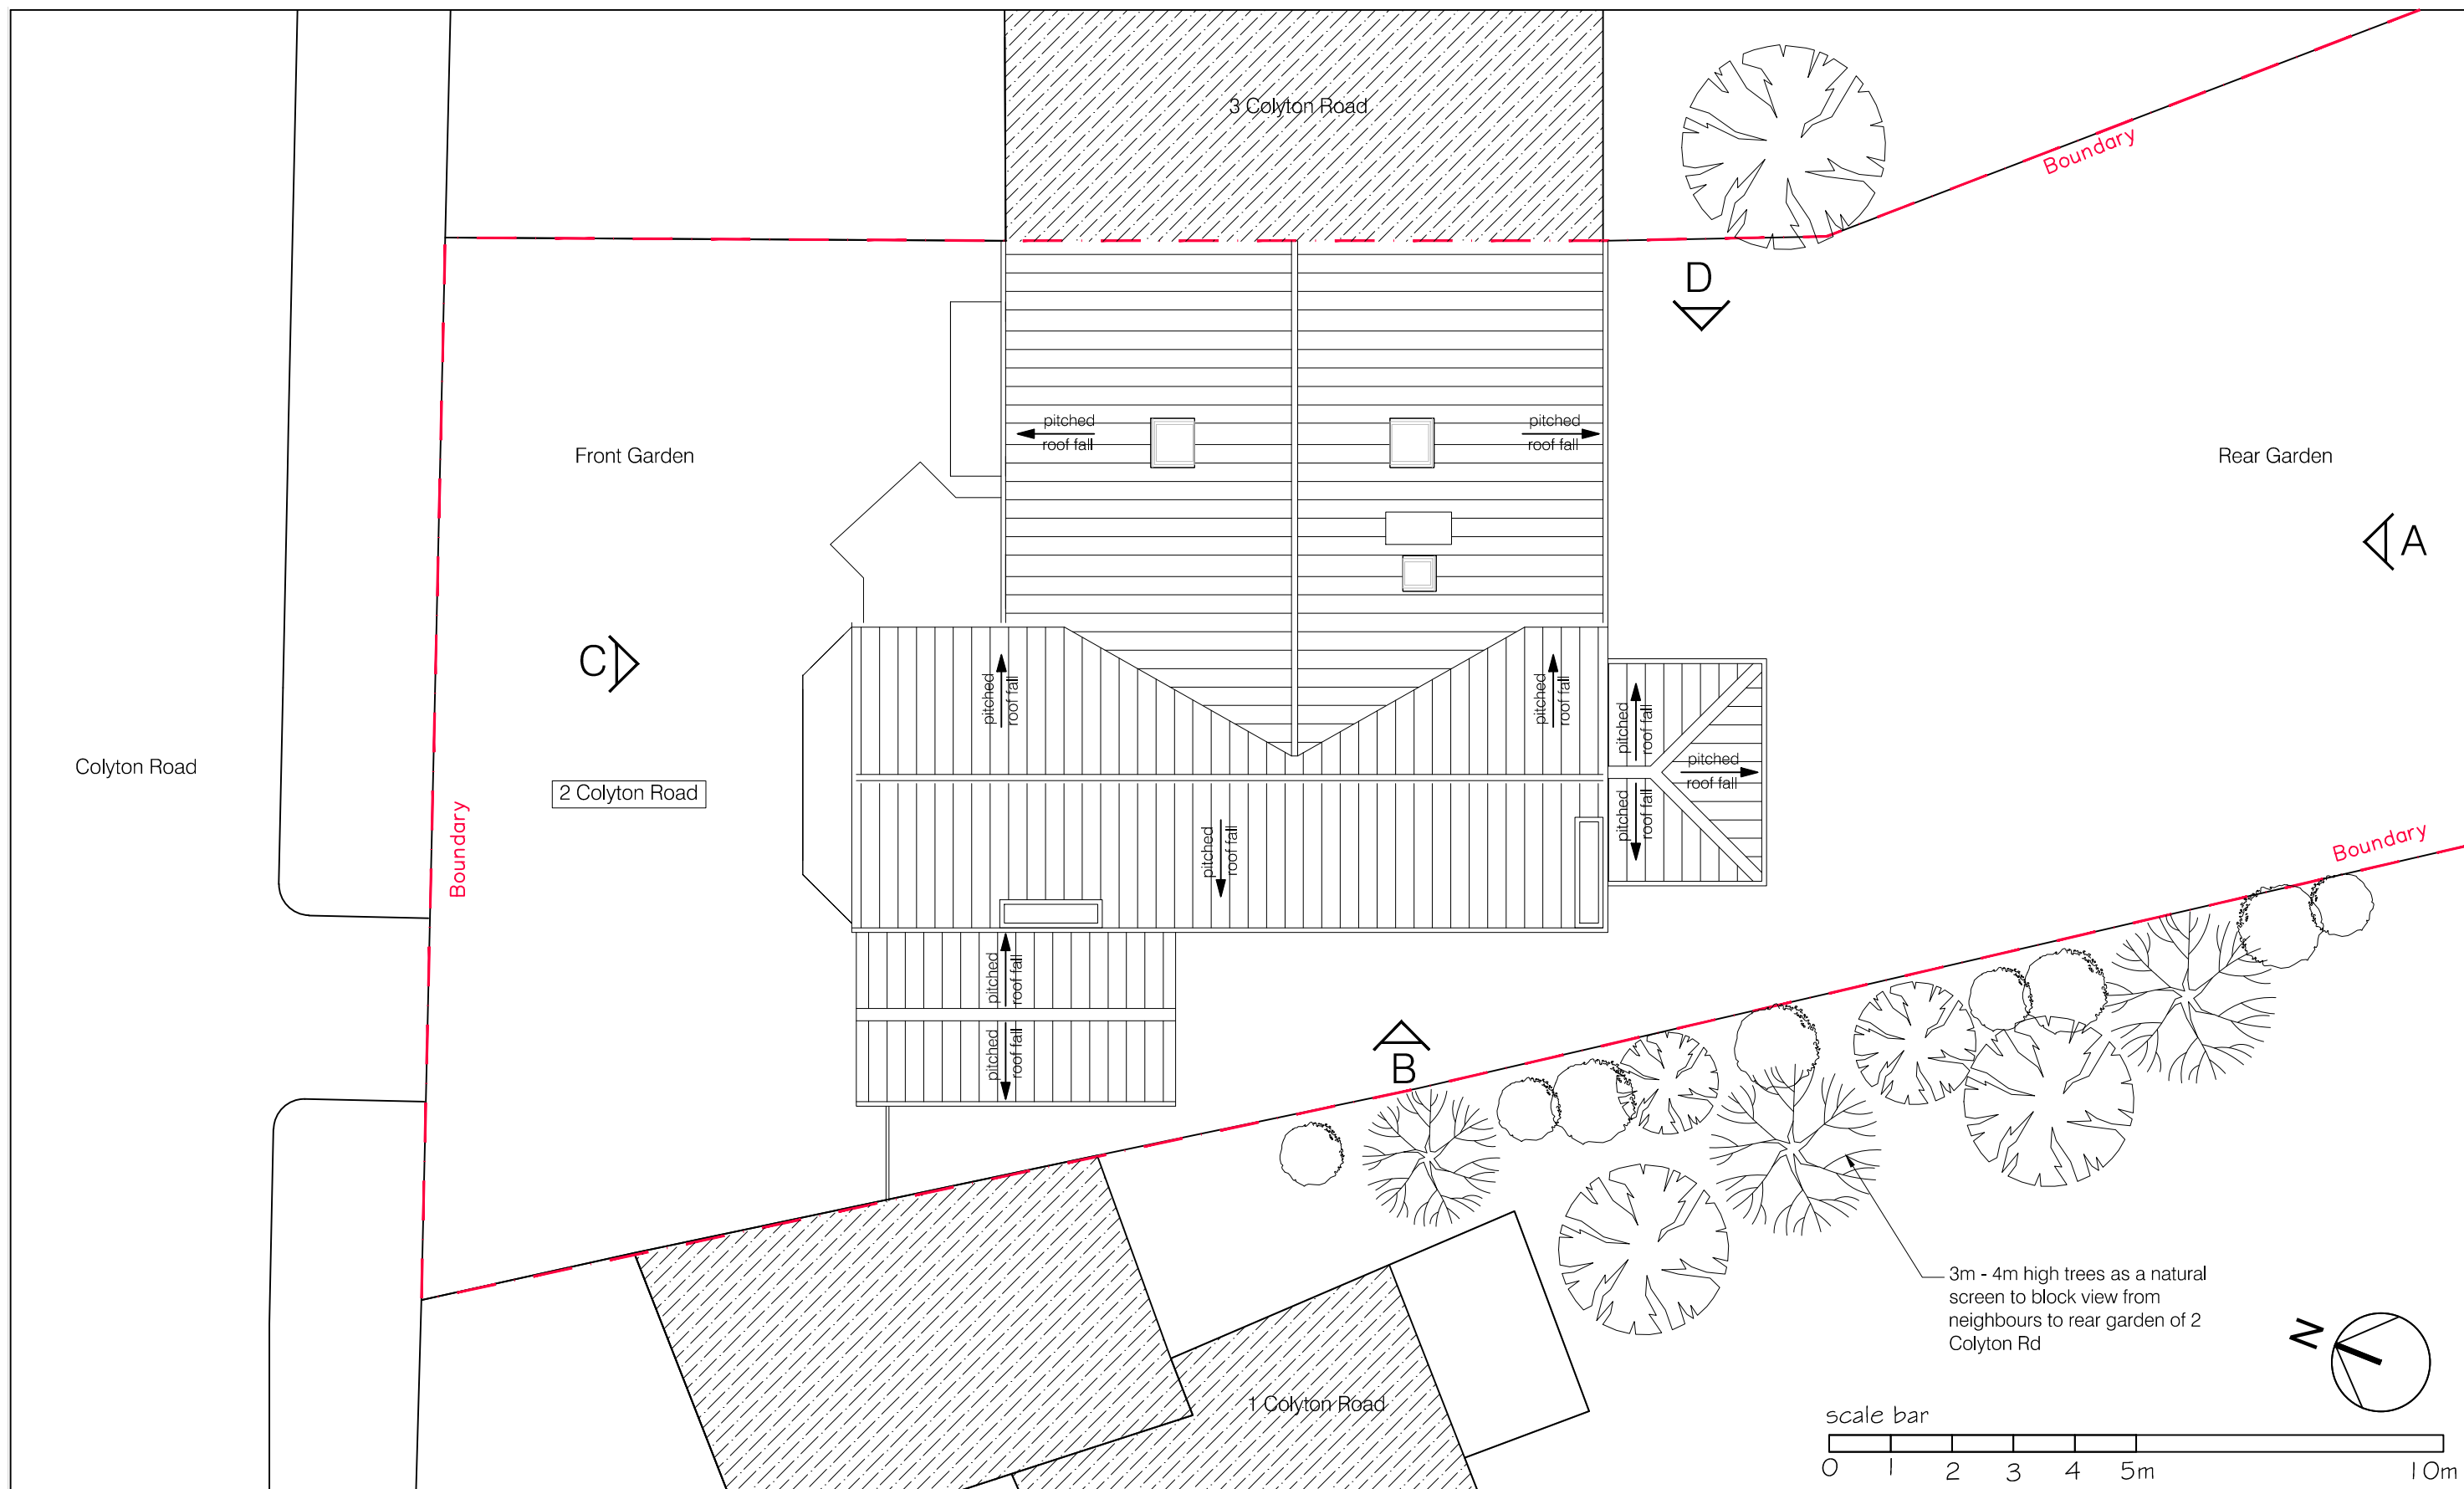 3 Colyton Road
Boundary
D
pitched
roof fall
pitched
roof fall
Front Garden
Rear Garden
A
C
pitched
roof fall
pitched
roof fall
pitched
roof fall
pitched
roof fall
Colyton Road
2 Colyton Road
Boundary
pitched
roof fall
pitched
roof fall
Boundary
pitched
roof fall
pitched
roof fall
B
3m - 4m high trees as a natural
screen to block view from
neighbours to rear garden of 2
Colyton Rd
N
1 Colyton Road
scale bar
0 1 2 3 4 5m 10m